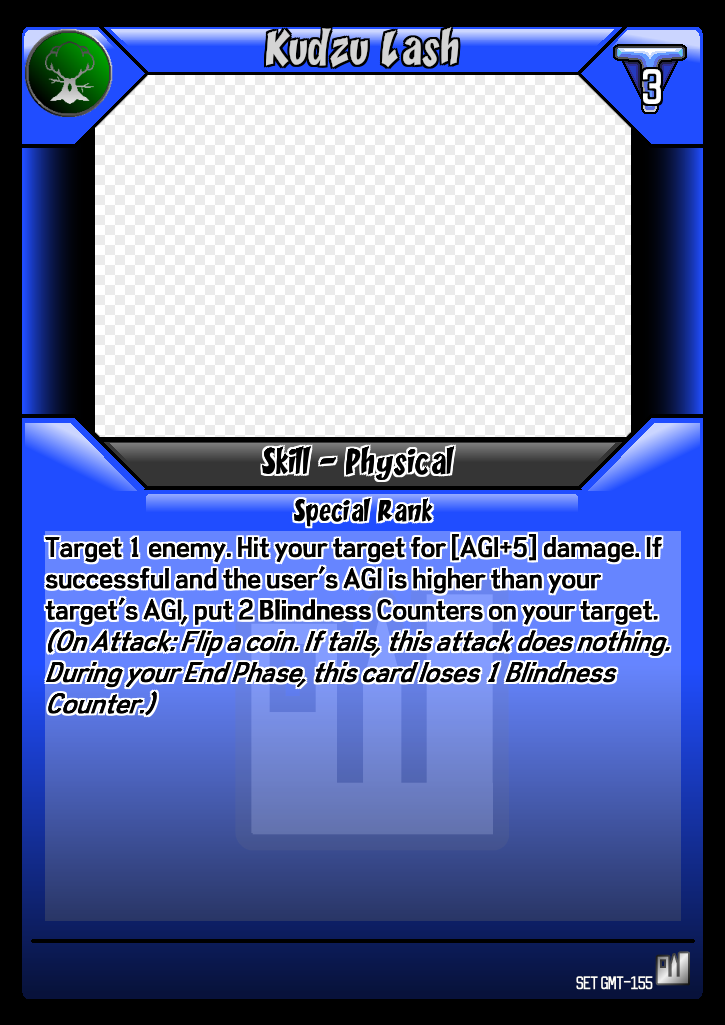 Kudzu Lash
3
Skill - Physical
Special Rank
Target 1 enemy. Hit your target for [AGI+5] damage. If
successful and the user's AGI is higher than your
target's AGI, put 2 Blindness Counters on your target.
(On Attack: Flip a coin. If tails, this attack does nothing.
During your End Phase, this card loses 1 Blindness
Counter.)
SET GMT-155